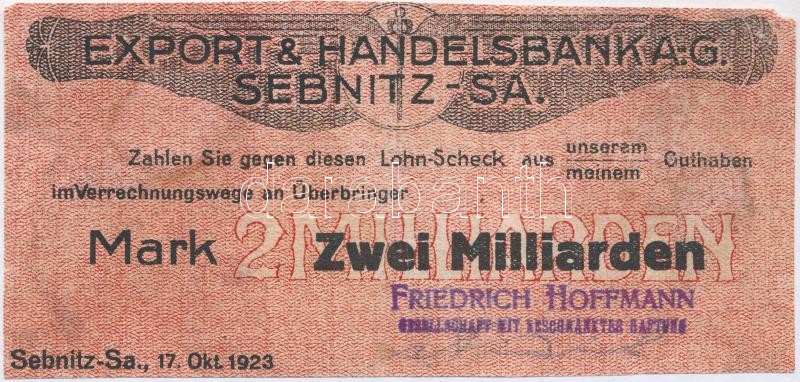 EXPORT & HANDELSBANK A.-G.
SEBNITZ-SA.
Zahlen Sie gegen diesen Lohn-Scheck aus unserem Guthaben
meinem
im Verrechnungswege an Überbringer
Mark 2 MILLIARDEN
Zwei Milliarden
FRIEDRICH HOFFMANN
GESELLSCHAFT MIT BESCHRÄNKTER HAFTUNG
Sebnitz-Sa., 17. Okt. 1923
darabanth